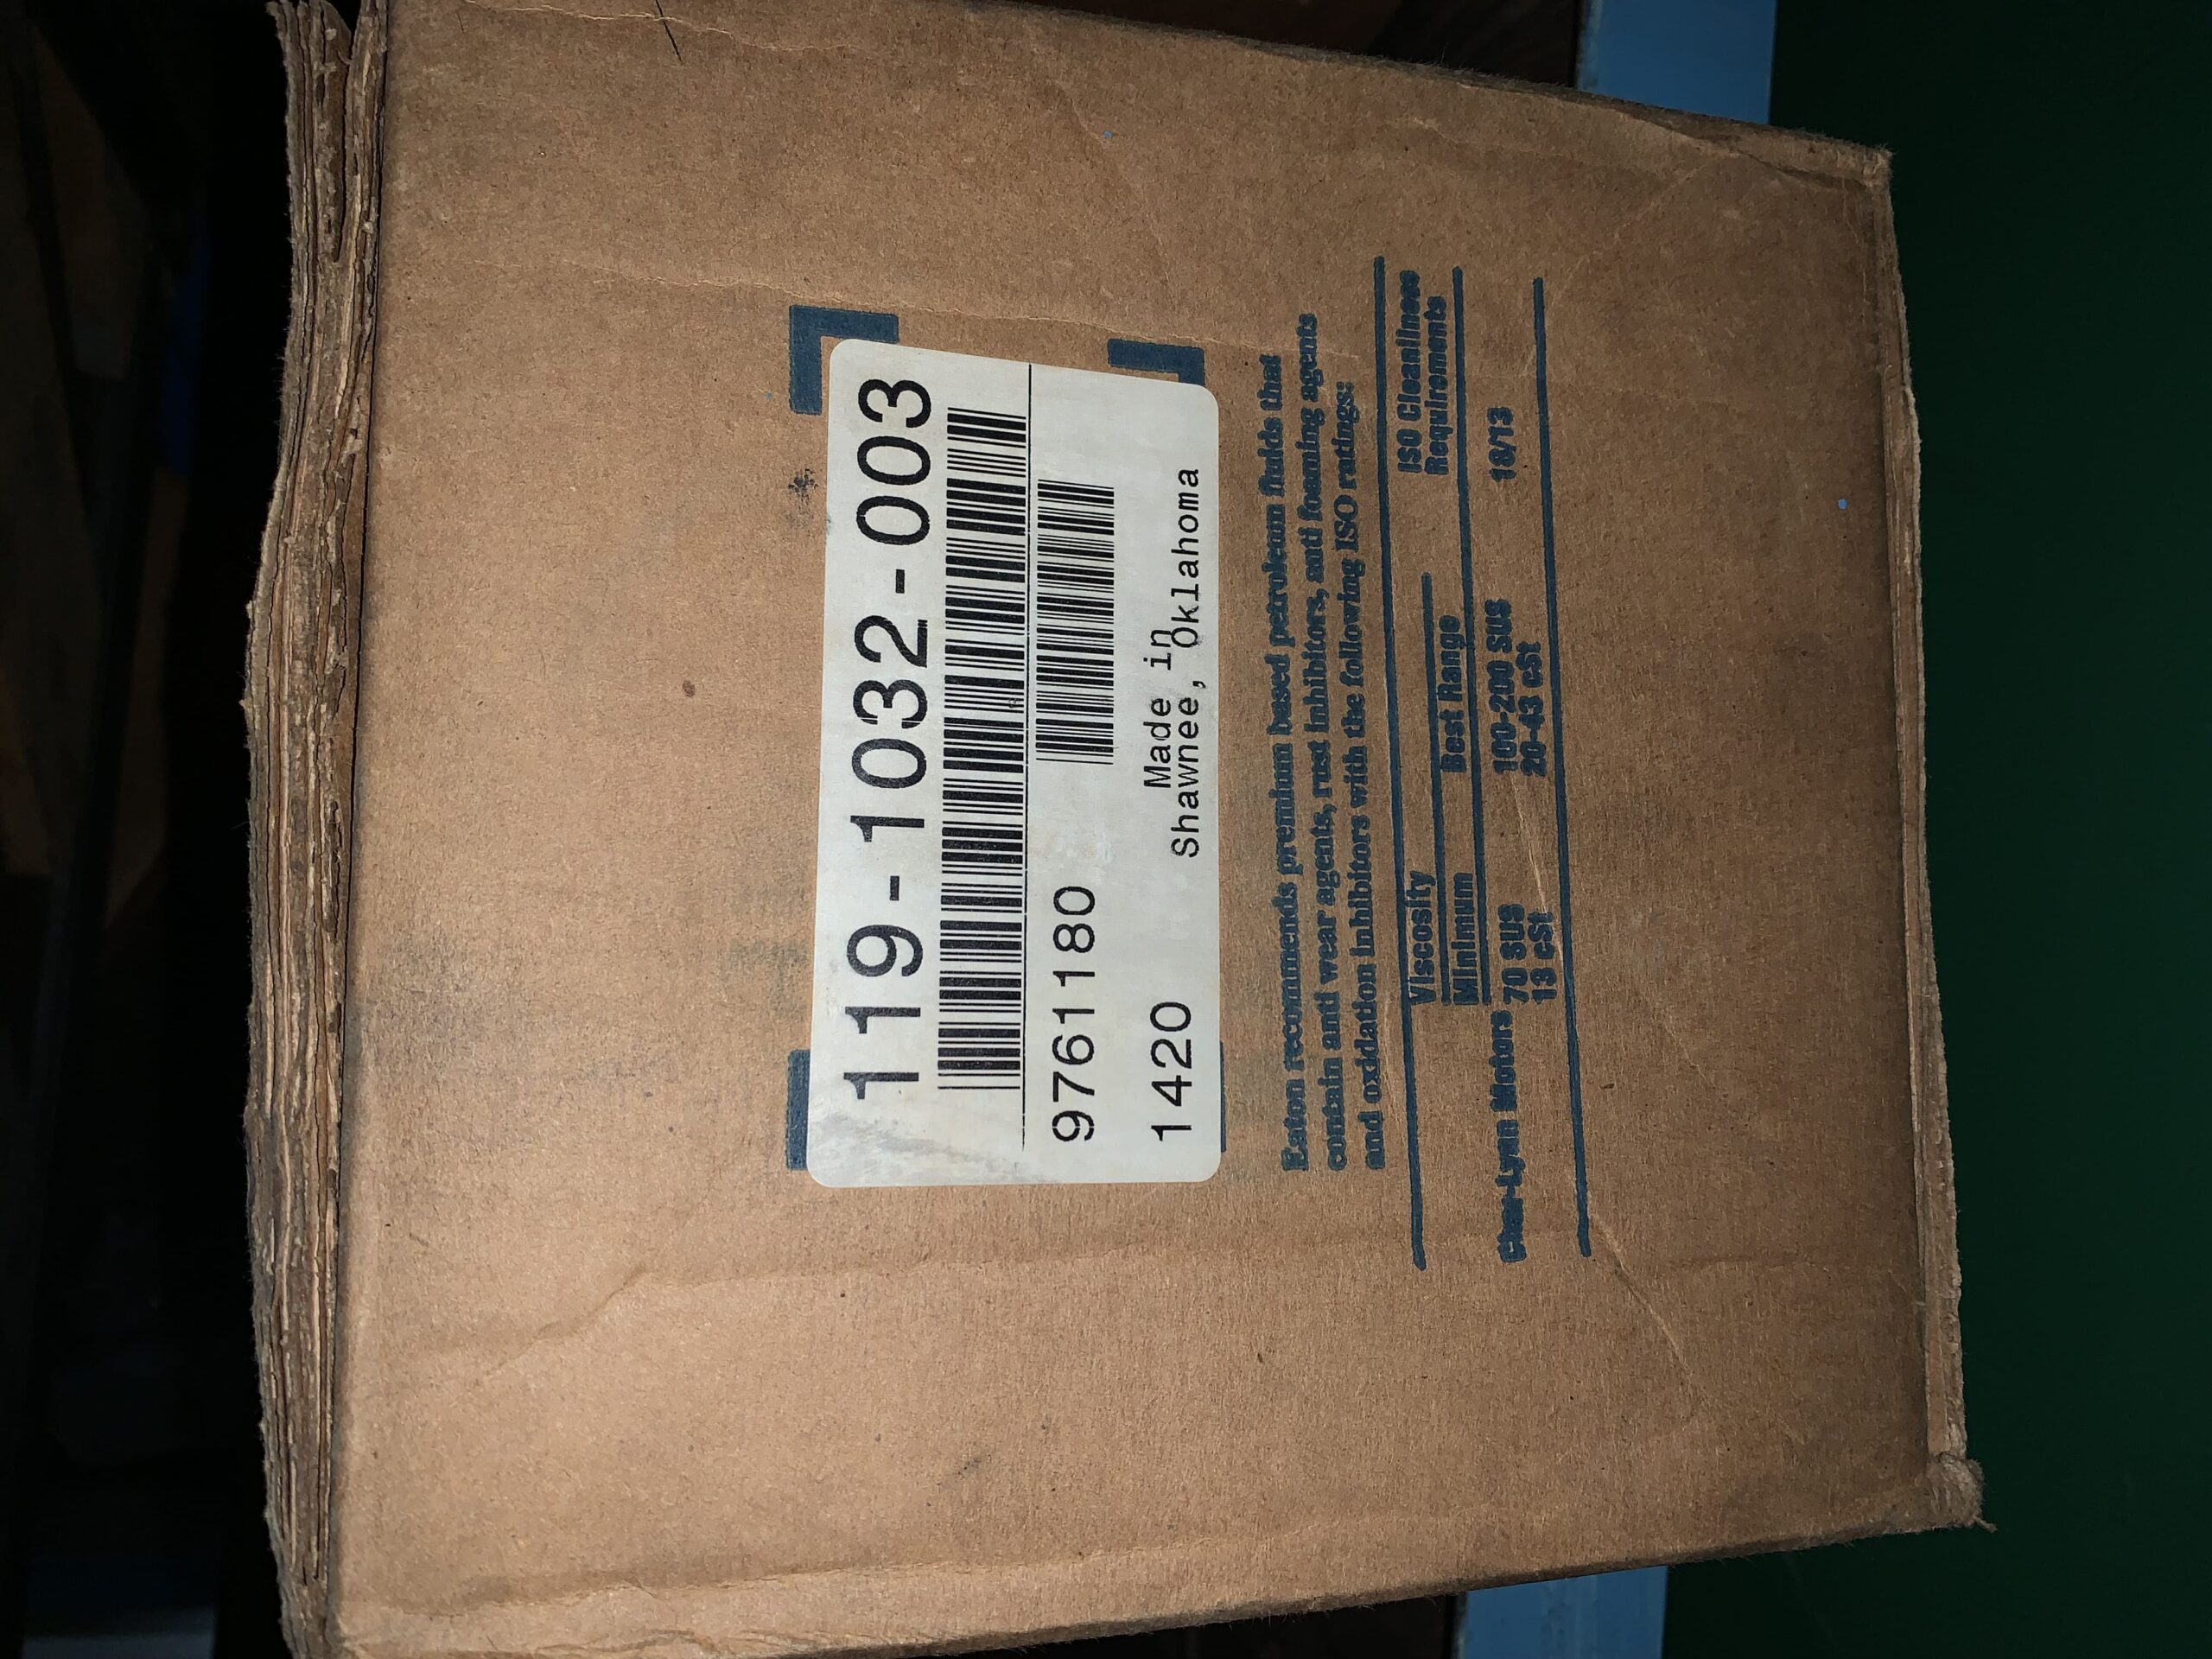 119-1032-003
9761180
1420
Made in
Shawnee, Oklahoma
Eaton recommends premium based petroleum fluids that
contain and wear agents, rust inhibitors, anti foaming agents
and oxidation inhibitors with the following ISO ratings:
Viscosity
ISO Cleanliness
Requirements
Minimum
Best Range
Char-Lynn Motors
70 SUS
100-200 SUS
18/13
13 cSt
20-43 cSt